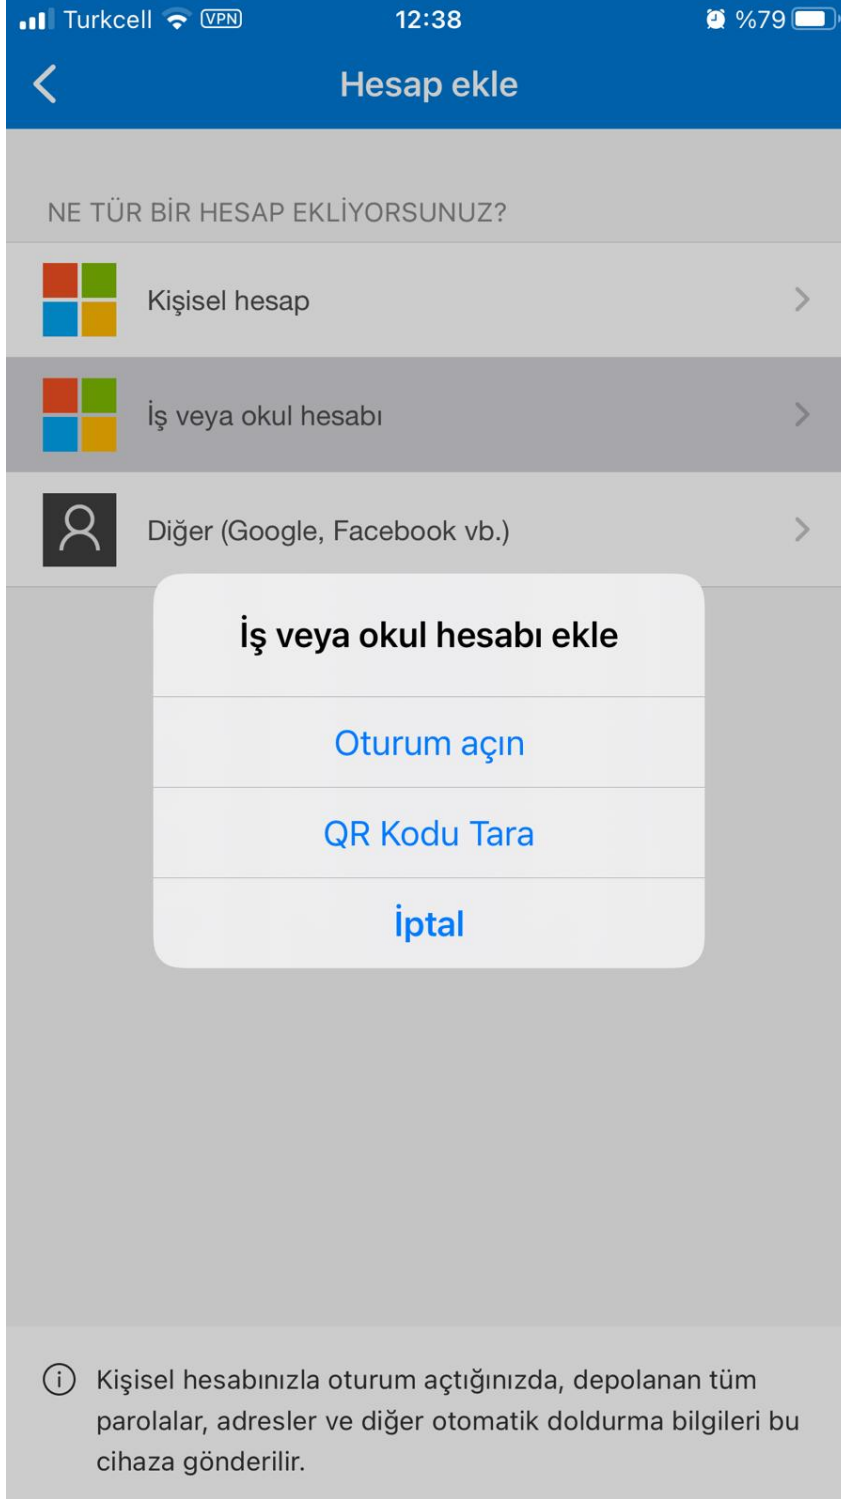 Turkcell VPN 12:38 %79
Hesap ekle
NE TÜR BİR HESAP EKLİYORSUNUZ?
Kişisel hesap
İş veya okul hesabı
Diğer (Google, Facebook vb.)
İş veya okul hesabı ekle
Oturum açın
QR Kodu Tara
İptal
Kişisel hesabınızla oturum açtığınızda, depolanan tüm
parolalar, adresler ve diğer otomatik doldurma bilgileri bu
cihaza gönderilir.